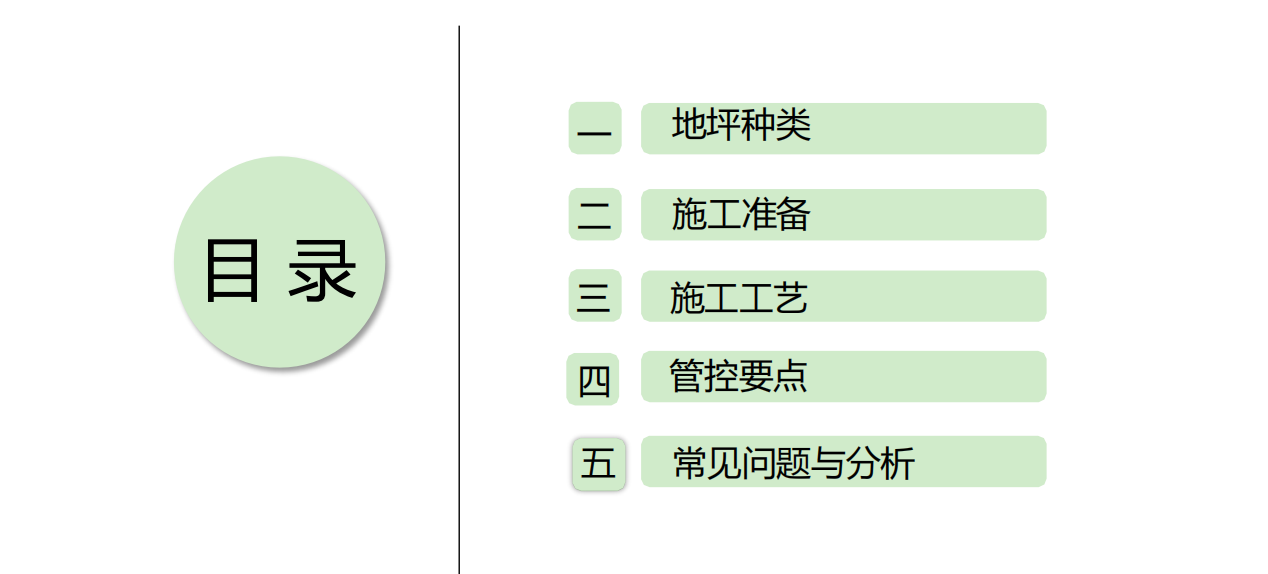 目 录
一 地坪种类
二 施工准备
三 施工工艺
四 管控要点
五 常见问题与分析